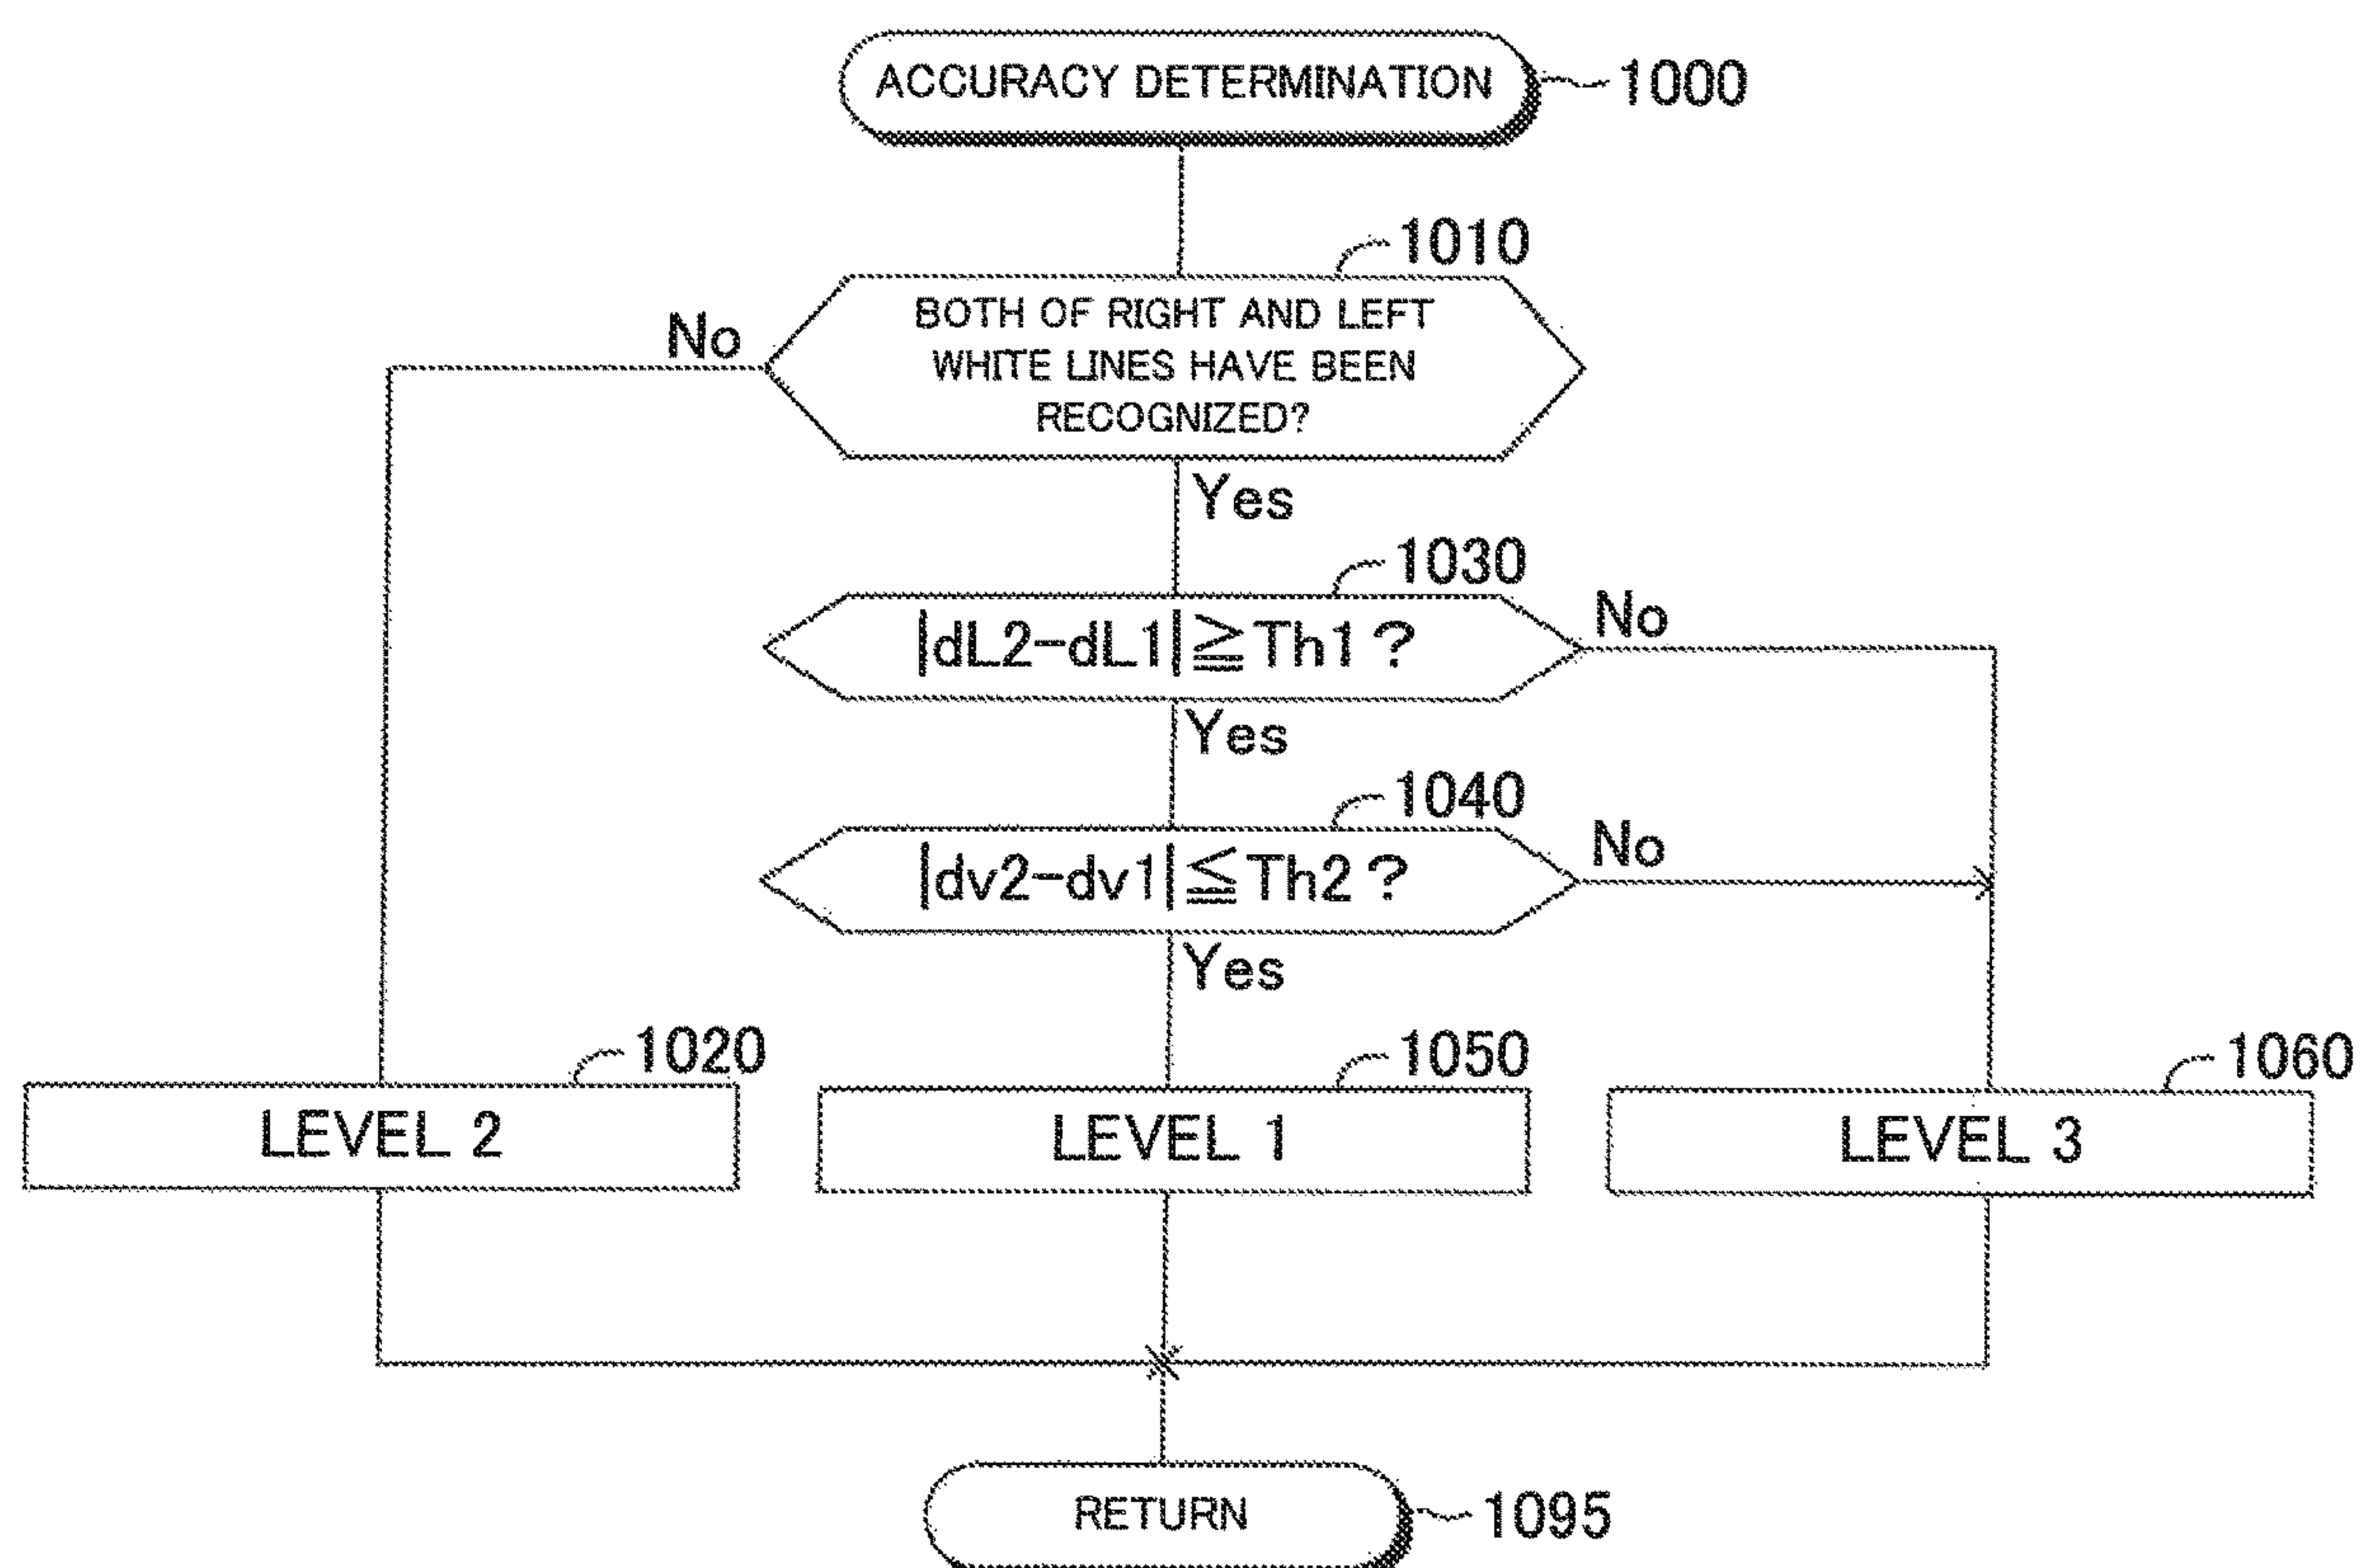 ACCURACY DETERMINATION
1000
1010
BOTH OF RIGHT AND LEFT
WHITE LINES HAVE BEEN
RECOGNIZED?
No
Yes
1030
|dL2-dL1|≧Th1?
No
Yes
1040
|dv2-dv1|≦Th2?
No
Yes
1020
LEVEL 2
1050
LEVEL 1
1060
LEVEL 3
RETURN
1095